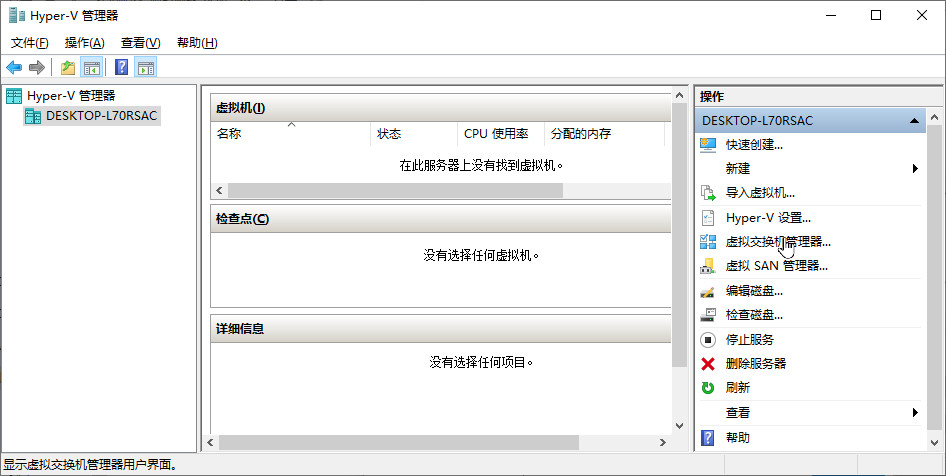 Hyper-V 管理器
文件(F) 操作(A) 查看(V) 帮助(H)
Hyper-V 管理器
DESKTOP-L70RSAC
虚拟机(I)
名称 状态 CPU 使用率 分配的内存
在此服务器上没有找到虚拟机。
检查点(C)
没有选择任何虚拟机。
详细信息
没有选择任何项目。
操作
DESKTOP-L70RSAC
快速创建...
新建
导入虚拟机...
Hyper-V 设置...
虚拟交换机管理器...
虚拟 SAN 管理器...
编辑磁盘...
检查磁盘...
停止服务
删除服务器
刷新
查看
帮助
显示虚拟交换机管理器用户界面。